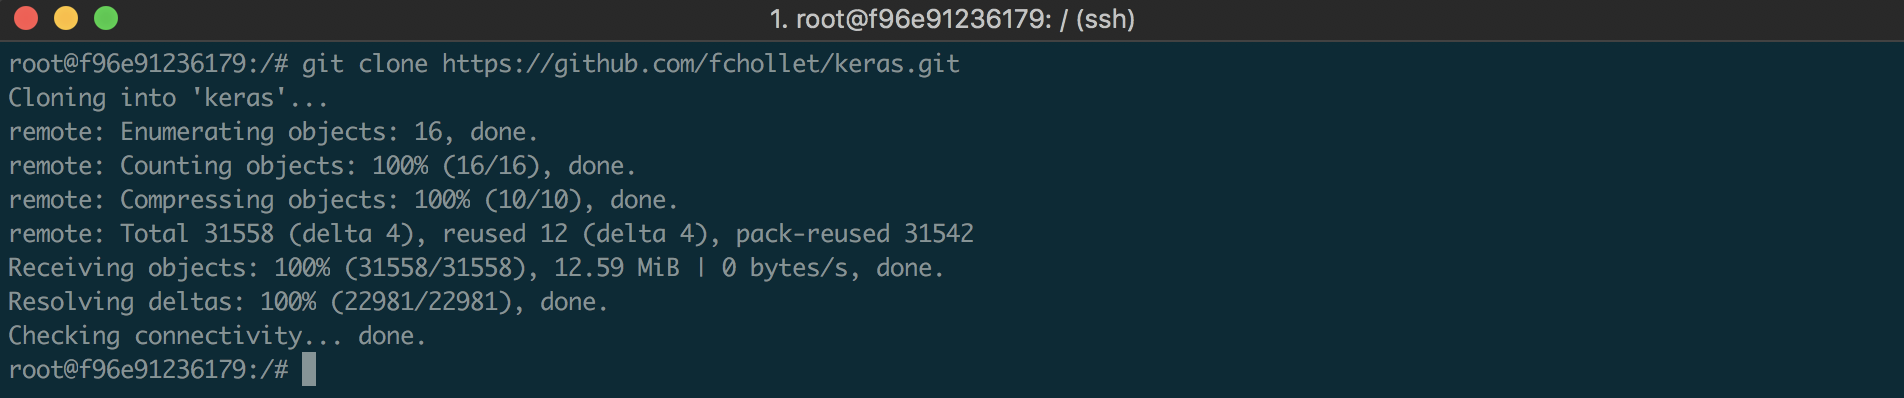 1. root@f96e91236179: / (ssh)
root@f96e91236179:/# git clone https://github.com/fchollet/keras.git
Cloning into 'keras'...
remote: Enumerating objects: 16, done.
remote: Counting objects: 100% (16/16), done.
remote: Compressing objects: 100% (10/10), done.
remote: Total 31558 (delta 4), reused 12 (delta 4), pack-reused 31542
Receiving objects: 100% (31558/31558), 12.59 MiB | 0 bytes/s, done.
Resolving deltas: 100% (22981/22981), done.
Checking connectivity... done.
root@f96e91236179:/#